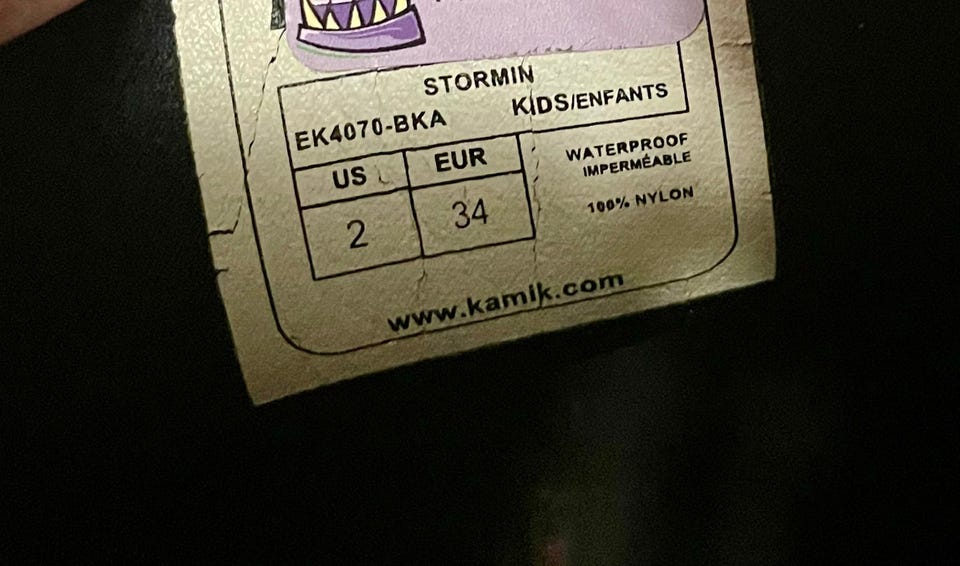 STORMIN
EK4070-BKA KIDS/ENFANTS
US EUR
2 34
WATERPROOF
IMPERMÉABLE
100% NYLON
www.kamik.com